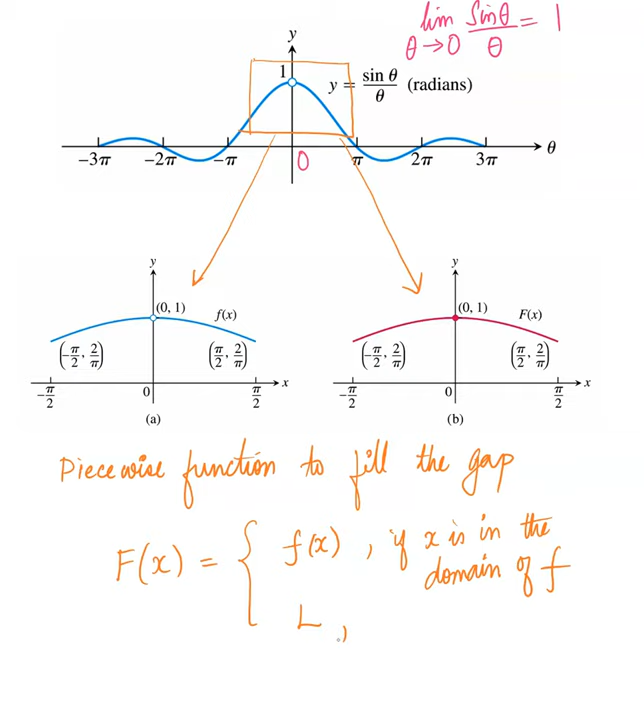 lim sinθ/θ = 1
θ→0
y
1
y = sin θ/θ (radians)
−3π −2π −π 0 π 2π 3π θ
y y
(0, 1) f(x) (0, 1) F(x)
(−π/2, 2/π) (π/2, 2/π) (−π/2, 2/π) (π/2, 2/π)
−π/2 0 π/2 x −π/2 0 π/2 x
(a) (b)
Piecewise function to fill the gap
F(x) = { f(x) , if x is in the
domain of f
L ,